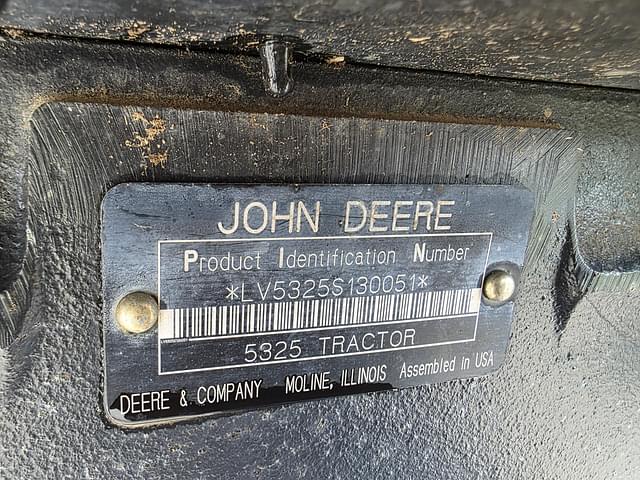 JOHN DEERE
Product Identification Number
*LV5325S130051*
5325 TRACTOR
DEERE & COMPANY MOLINE, ILLINOIS Assembled in USA